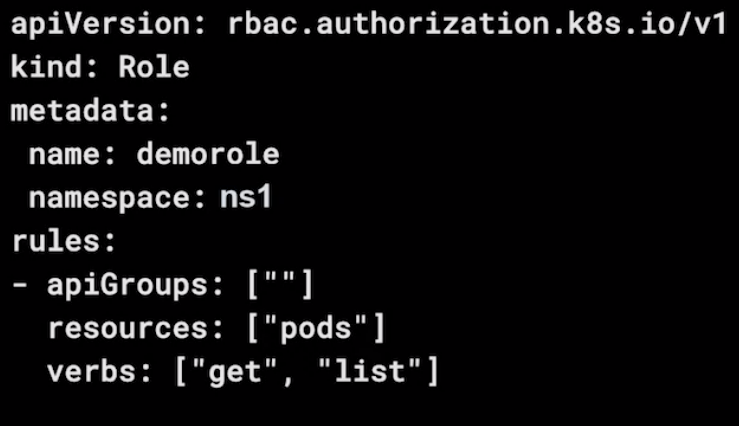 apiVersion: rbac.authorization.k8s.io/v1
kind: Role
metadata:
 name: demorole
 namespace: ns1
rules:
- apiGroups: [""]
  resources: ["pods"]
  verbs: ["get", "list"]